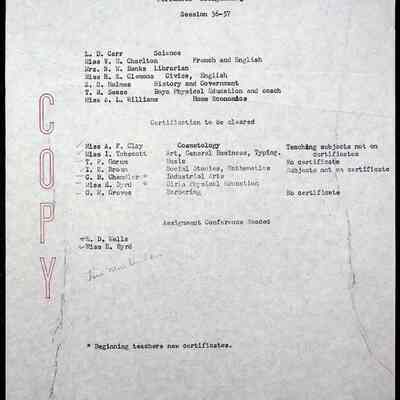 Session 36-37
L. D. Carr Science
Miss W. U. Charlton French and English
Mrs. N. W. Banks Librarian
Miss R. E. Clemons Civics, English
E. D. Holmes History and Government
T. H. Reese Boys Physical Education and coach
Miss A. L. Williams Home Economics
Certification to be cleared
Miss A. F. Clay Cosmetology Teaching subjects not on certificates
Miss I. Tabscott Art, General Business, Typing.
T. P. Music No certificate
I. E. Brown Social Studies, Mathematics Subjects not on certificate
C. B. Chandler * Industrial Arts
Miss E. Byrd * Girls Physical Education
C. M. Graves Barbering No certificate
Assignment Conference Needed
R. D. Wells
Miss E. Byrd
* Beginning teachers new certificates.
COPY